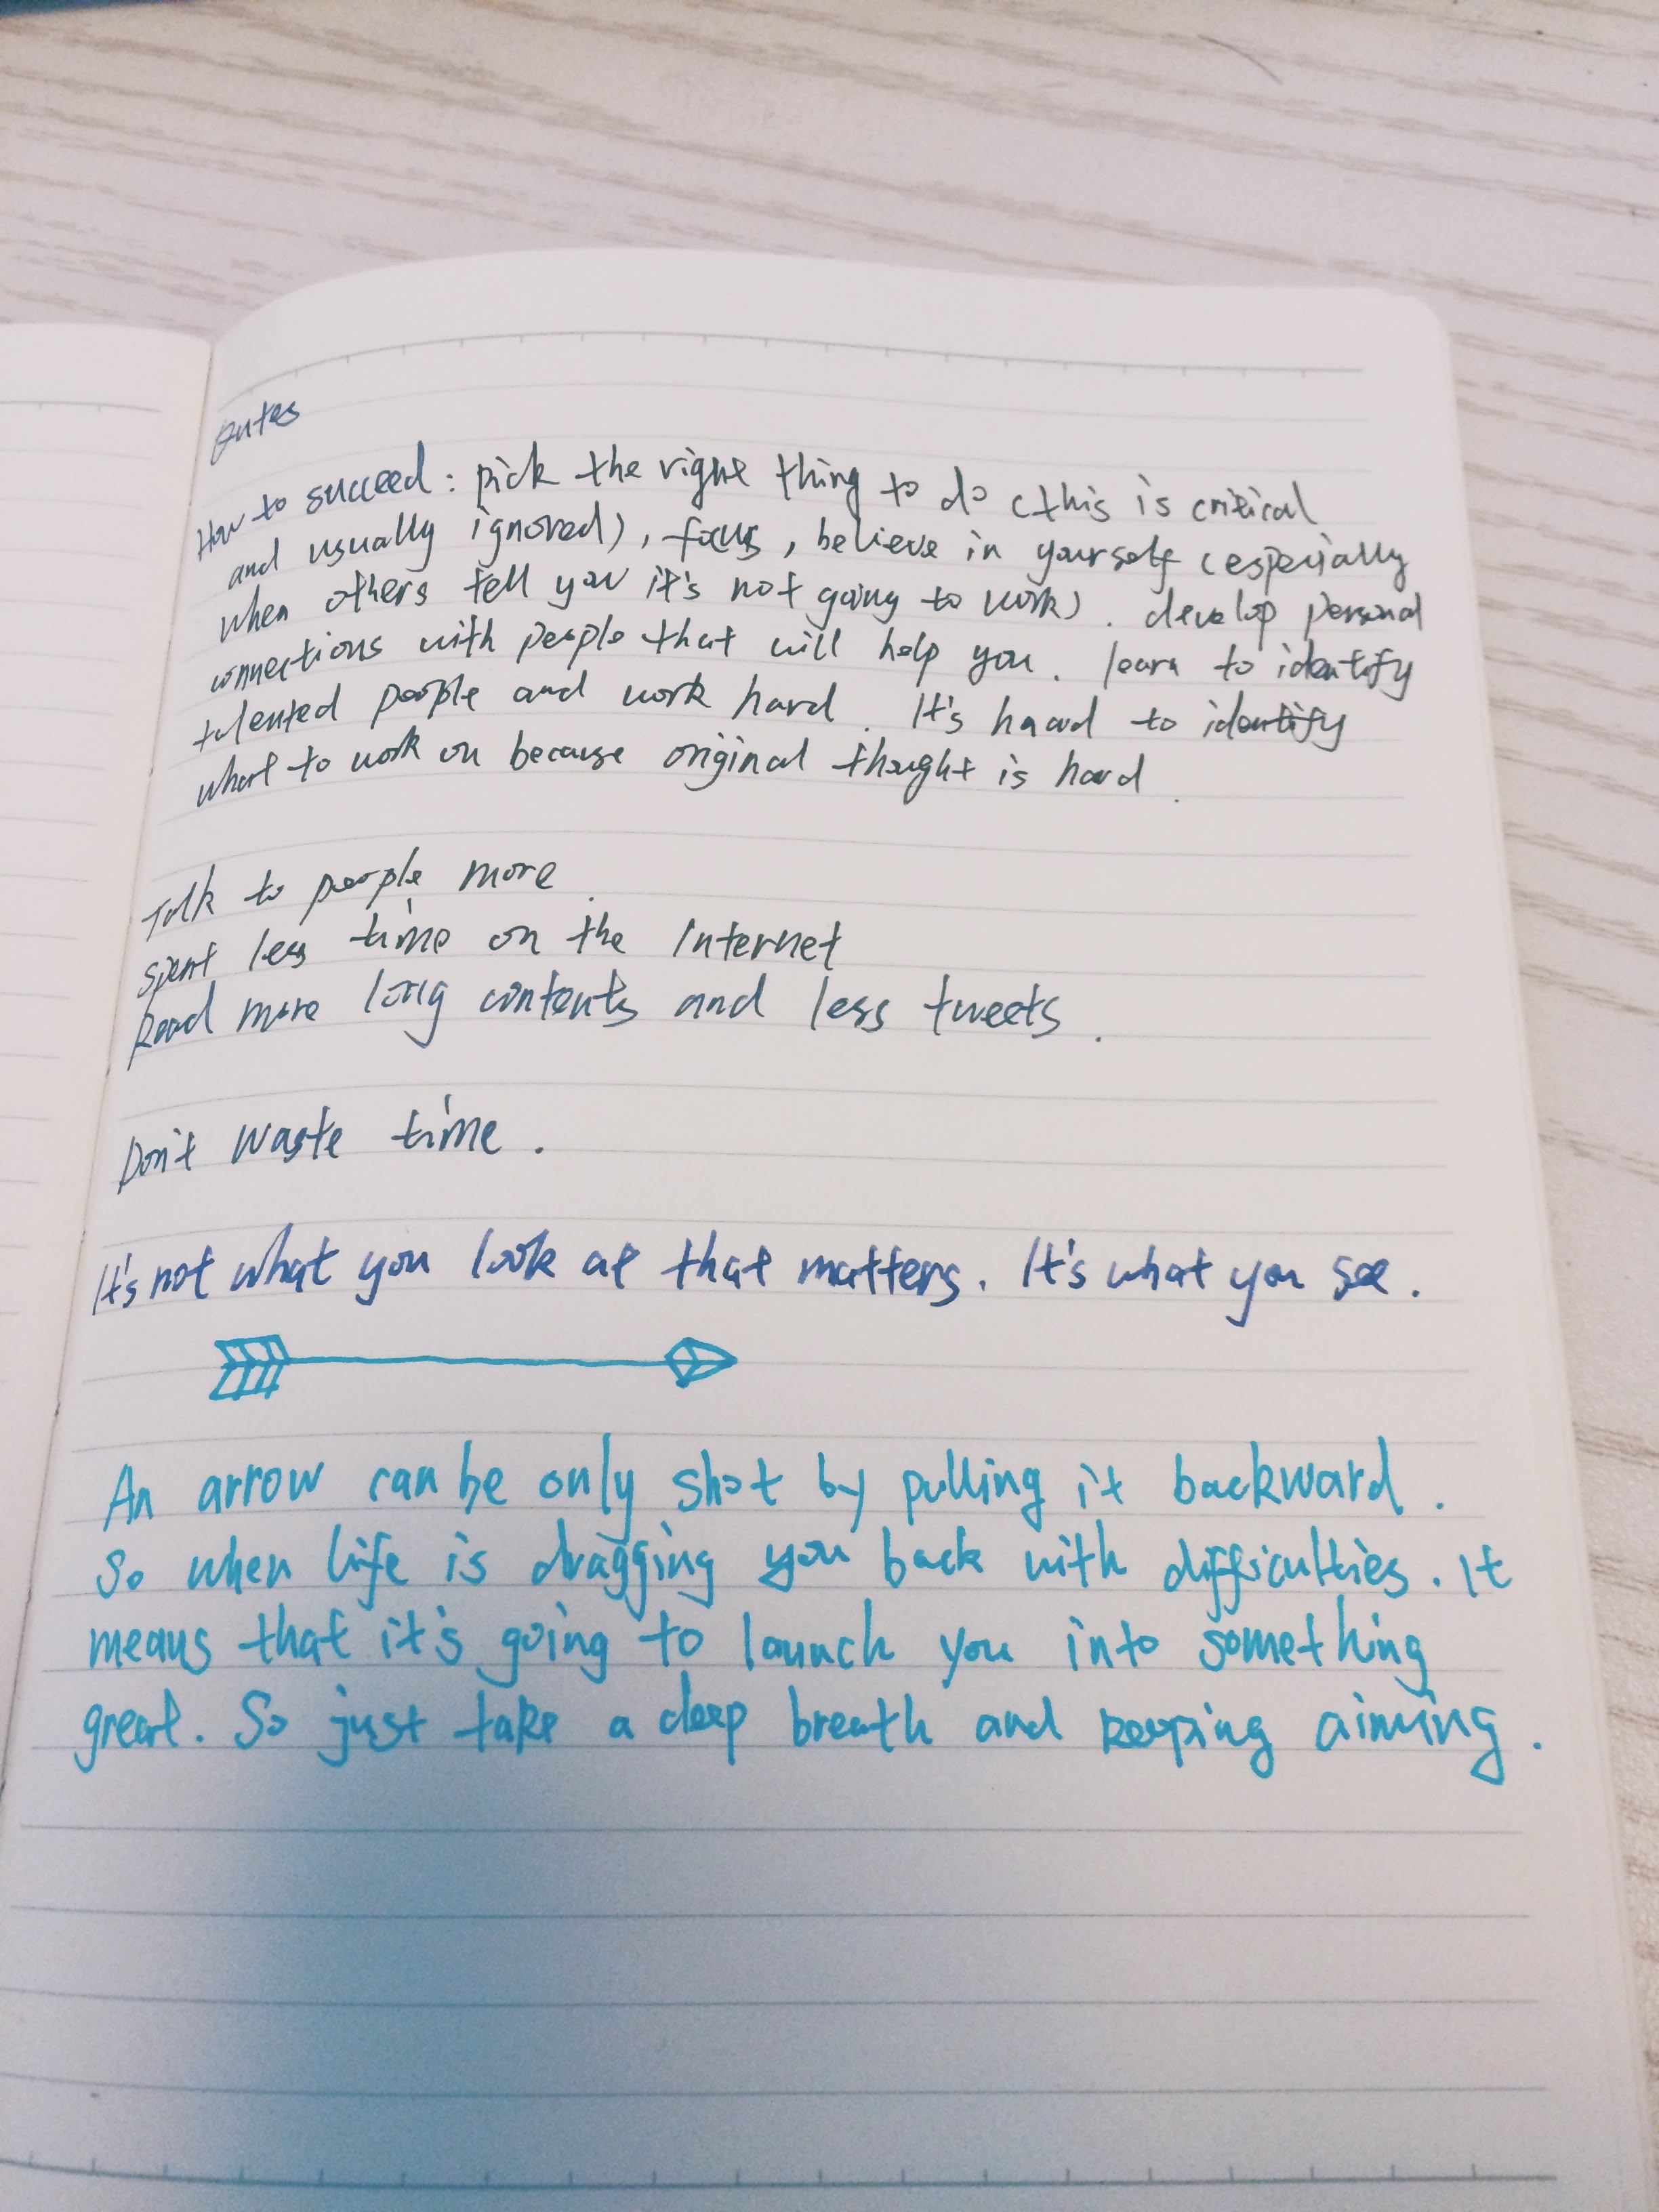 Qutes
How to succeed: pick the right thing to do (this is critical
and usually ignored), focus, believe in yourself (especially
when others tell you it's not going to work). develop personal
connections with people that will help you. learn to identify
talented people and work hard. It's hard to identify
what to work on because original thought is hard.
Talk to people more.
spent less time on the Internet
Read more long contents and less tweets.
Don't waste time.
It's not what you look at that matters. It's what you see.
An arrow can be only shot by pulling it backward.
So when life is dragging you back with difficulties. It
means that it's going to launch you into something
great. So just take a deep breath and keeping aiming.